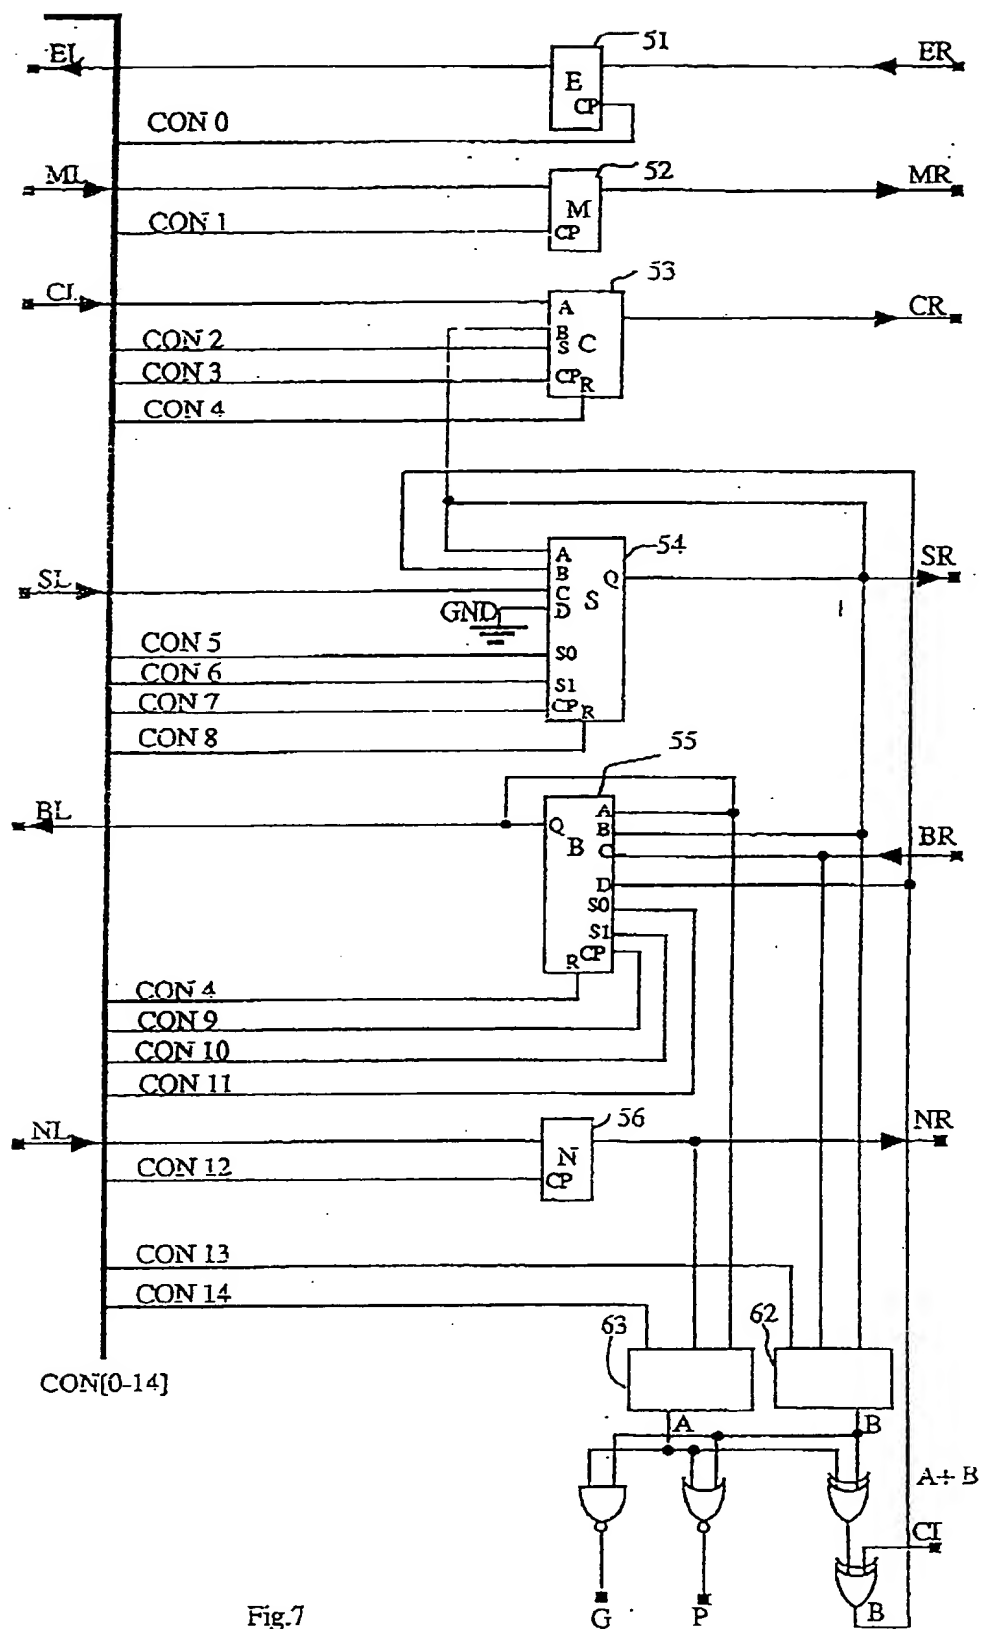 EL
51
ER
E
CP
CON 0
ML
52
MR
M
CON 1
CP
CL
53
A
CR
CON 2
B
S C
CON 3
CP
R
CON 4
54
A
SR
B
Q
SL
C
S
GND
D
CON 5
S0
CON 6
S1
CON 7
CP
R
CON 8
55
BL
Q
A
B
B
C
BR
D
S0
S1
R
CP
CON 4
CON 9
CON 10
CON 11
NL
56
NR
N
CON 12
CP
CON 13
CON 14
63
62
CON[0-14]
A
B
A+B
CI
B
G
P
Fig.7